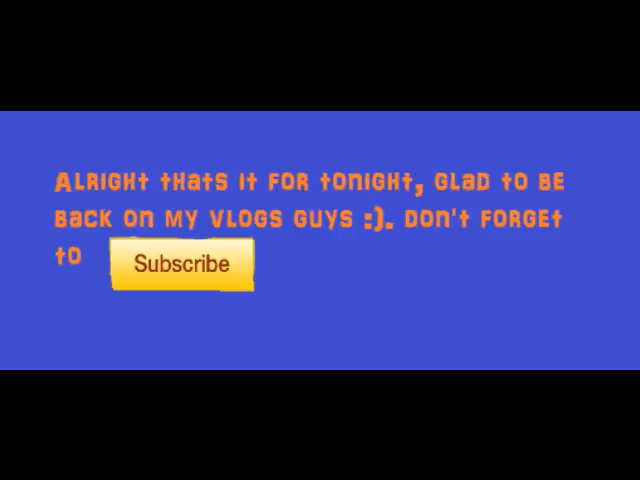 Alright thats it for tonight, glad to be
back on my vlogs guys :). don't forget
to Subscribe